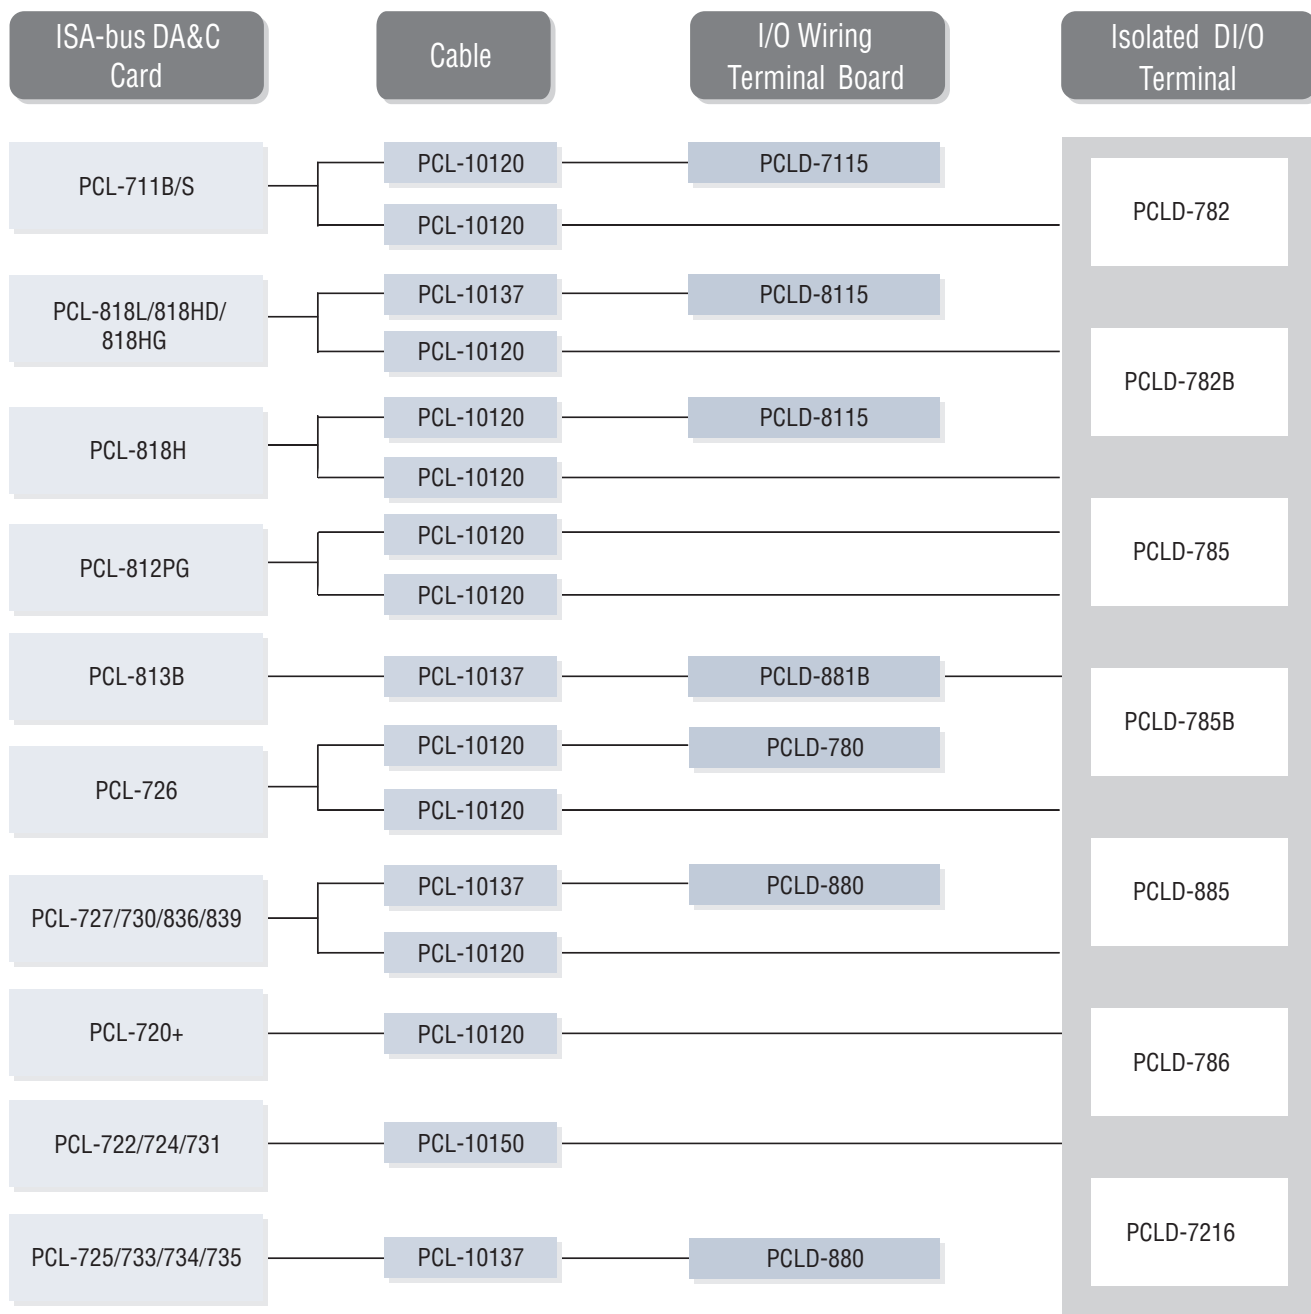 ISA-bus DA&C
Card
Cable
I/O Wiring
Terminal Board
Isolated DI/O
Terminal
PCL-711B/S
PCL-10120
PCLD-7115
PCL-10120
PCL-818L/818HD/
818HG
PCL-10137
PCLD-8115
PCL-10120
PCL-818H
PCL-10120
PCLD-8115
PCL-10120
PCL-812PG
PCL-10120
PCL-10120
PCL-813B
PCL-10137
PCLD-881B
PCL-726
PCL-10120
PCLD-780
PCL-10120
PCL-727/730/836/839
PCL-10137
PCLD-880
PCL-10120
PCL-720+
PCL-10120
PCL-722/724/731
PCL-10150
PCL-725/733/734/735
PCL-10137
PCLD-880
PCLD-782
PCLD-782B
PCLD-785
PCLD-785B
PCLD-885
PCLD-786
PCLD-7216